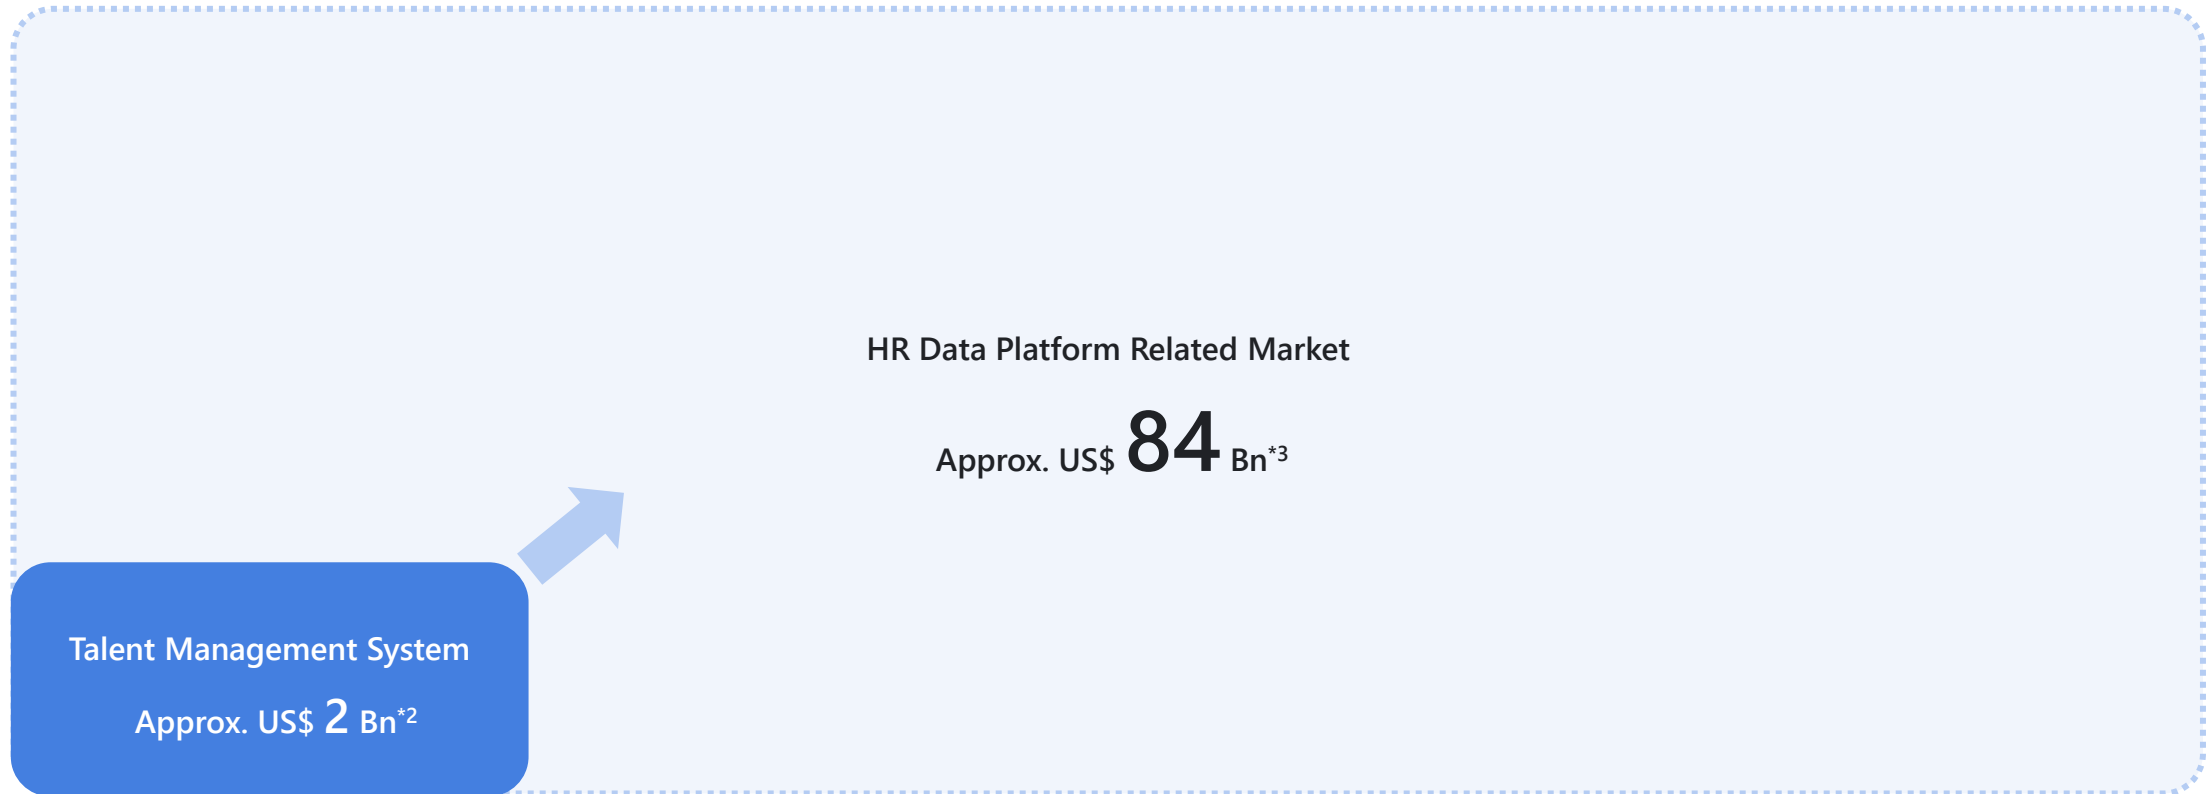 HR Data Platform Related Market
Approx. US$ 84 Bn*3
Talent Management System
Approx. US$ 2 Bn*2